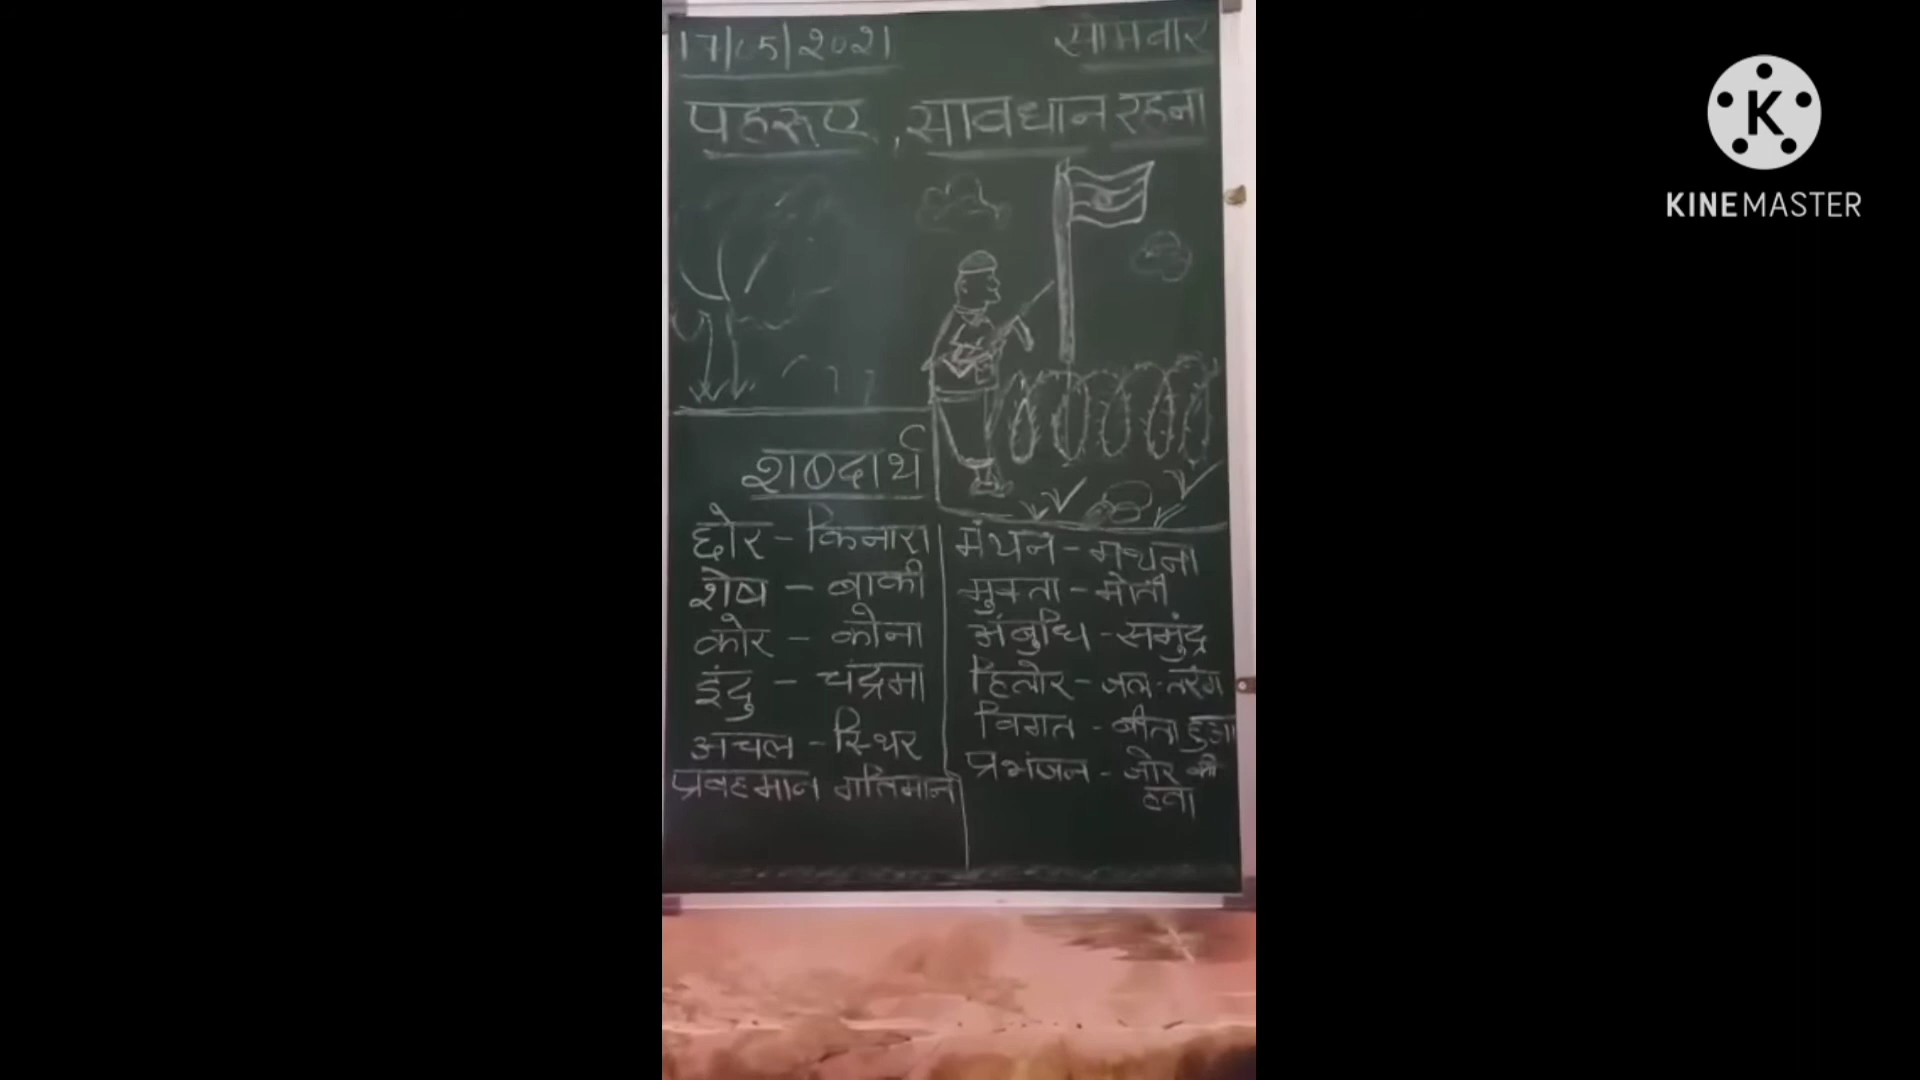 17/05/2021 सोमवार
पहरूए, सावधान रहना
शब्दार्थ
छोर - किनारा
शेष - बाकी
कोर - कोना
इंदु - चंद्रमा
अचल - स्थिर
प्रवहमान गतिमान
मंथन - मथना
मुक्ता - मोती
अंबुधि - समुंद्र
हिलोर - जल-तरंग
विगत - बीता हुआ
प्रभंजन - जोर की
हवा
K
KINEMASTER